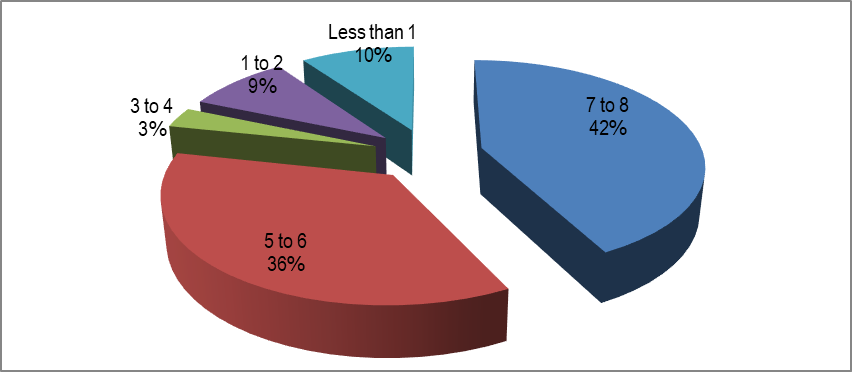 Less than 1
10%
1 to 2
9%
3 to 4
3%
7 to 8
42%
5 to 6
36%